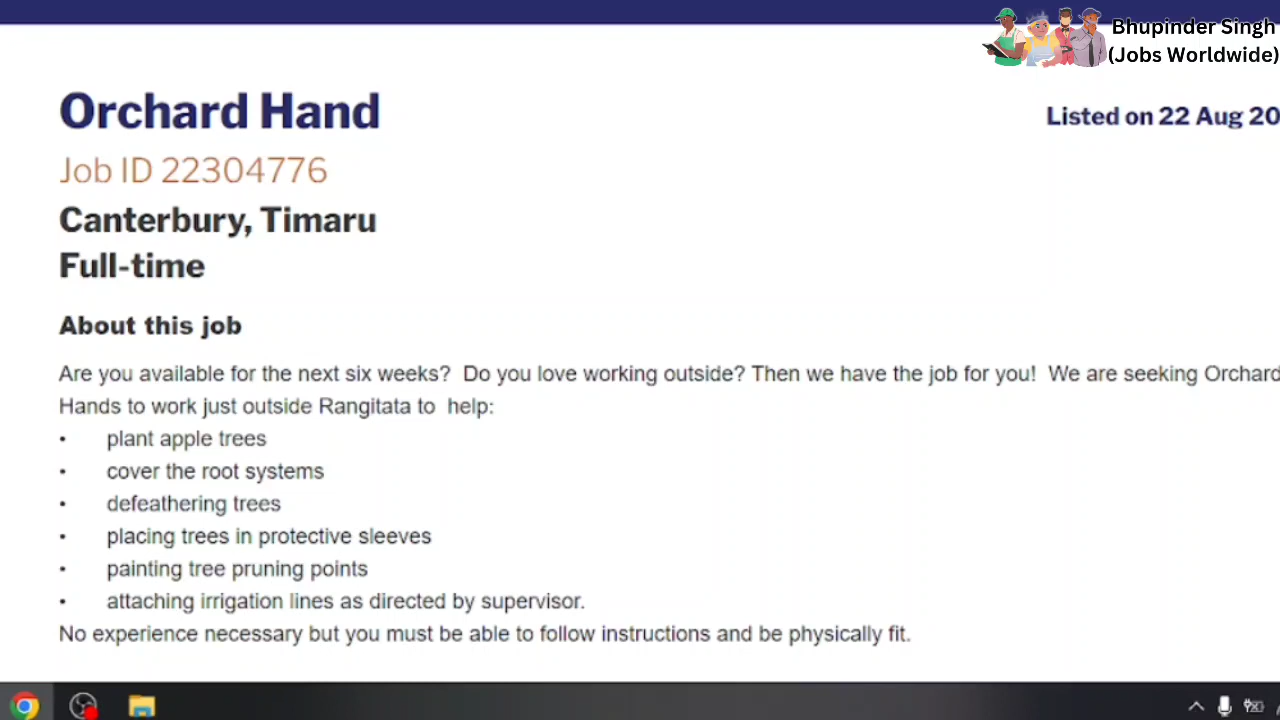 Bhupinder Singh
(Jobs Worldwide)
Orchard Hand
Listed on 22 Aug 20
Job ID 22304776
Canterbury, Timaru
Full-time
About this job
Are you available for the next six weeks?  Do you love working outside? Then we have the job for you!  We are seeking Orchard
Hands to work just outside Rangitata to  help:
• plant apple trees
• cover the root systems
• defeathering trees
• placing trees in protective sleeves
• painting tree pruning points
• attaching irrigation lines as directed by supervisor.
No experience necessary but you must be able to follow instructions and be physically fit.